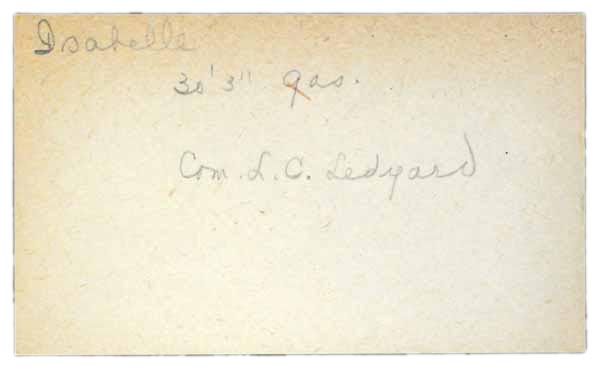 Isabelle
30' 3" gas.
Com. L. C. Ledyard